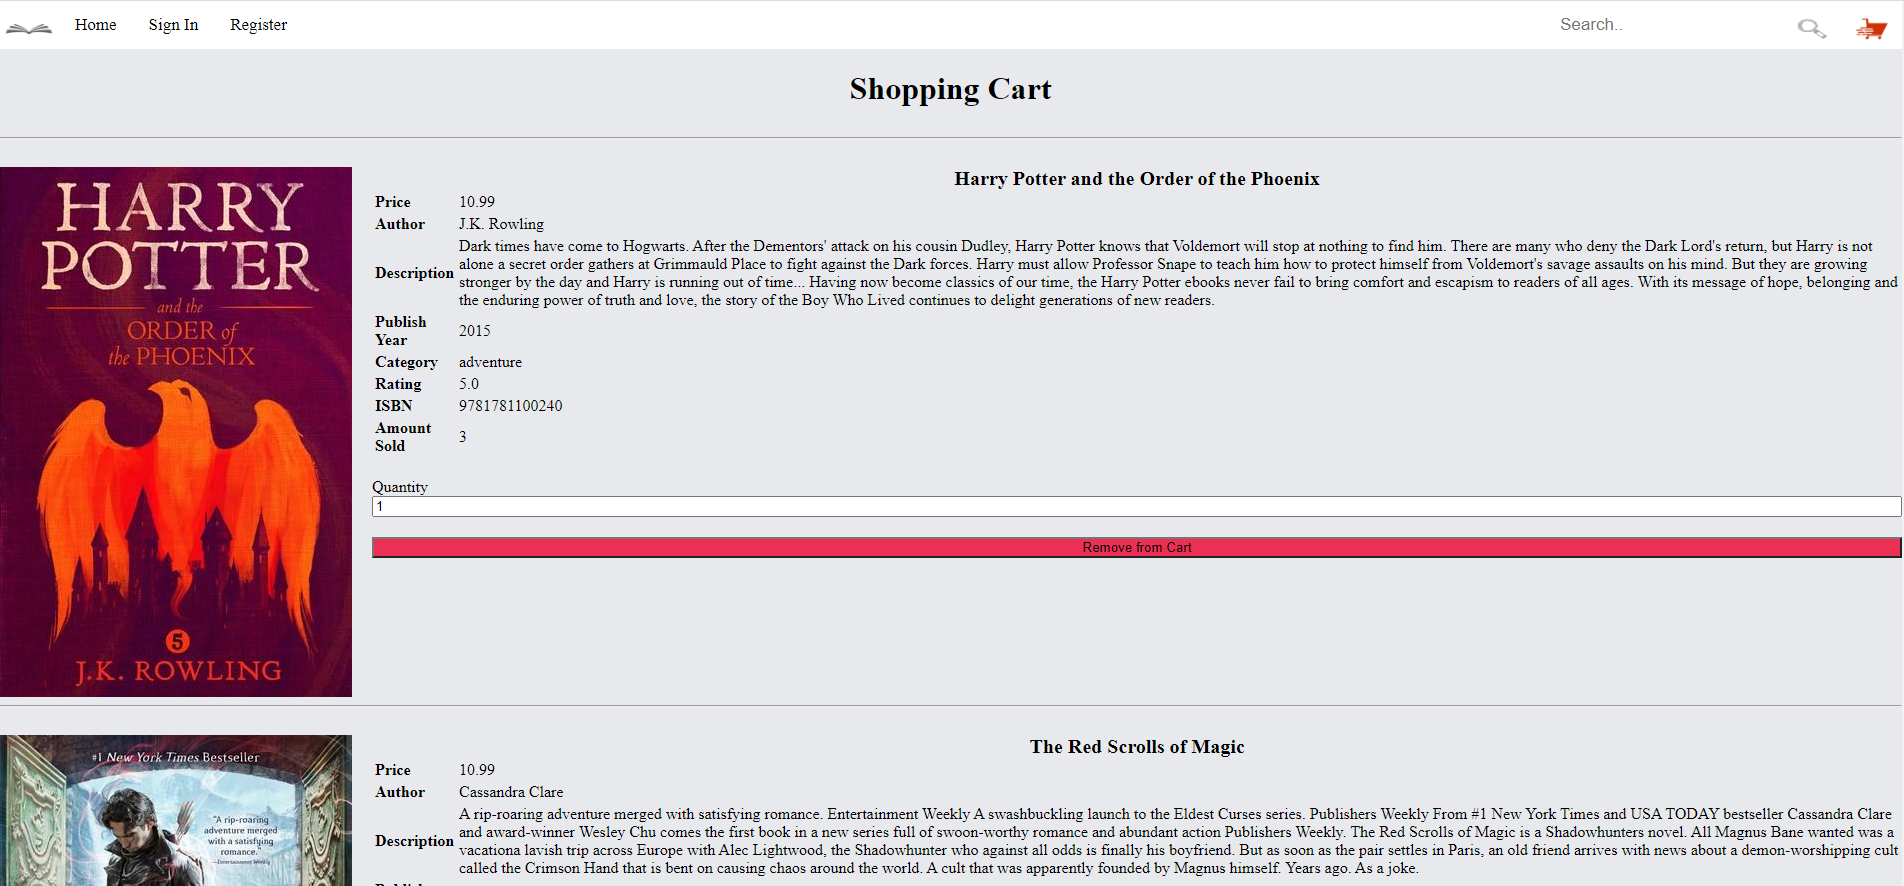 Home Sign In Register Search..
Shopping Cart
HARRY
POTTER
and the
ORDER of
the PHOENIX
5
J.K. ROWLING
Harry Potter and the Order of the Phoenix
Price 10.99
Author J.K. Rowling
Description Dark times have come to Hogwarts. After the Dementors' attack on his cousin Dudley, Harry Potter knows that Voldemort will stop at nothing to find him. There are many who deny the Dark Lord's return, but Harry is not
alone a secret order gathers at Grimmauld Place to fight against the Dark forces. Harry must allow Professor Snape to teach him how to protect himself from Voldemort's savage assaults on his mind. But they are growing
stronger by the day and Harry is running out of time... Having now become classics of our time, the Harry Potter ebooks never fail to bring comfort and escapism to readers of all ages. With its message of hope, belonging and
the enduring power of truth and love, the story of the Boy Who Lived continues to delight generations of new readers.
Publish
Year 2015
Category adventure
Rating 5.0
ISBN 9781781100240
Amount
Sold 3
Quantity
1
Remove from Cart
#1 New York Times Bestseller
"A rip-roaring
adventure merged
with a satisfying
romance."
—Entertainment Weekly
The Red Scrolls of Magic
Price 10.99
Author Cassandra Clare
Description A rip-roaring adventure merged with satisfying romance. Entertainment Weekly A swashbuckling launch to the Eldest Curses series. Publishers Weekly From #1 New York Times and USA TODAY bestseller Cassandra Clare
and award-winner Wesley Chu comes the first book in a new series full of swoon-worthy romance and abundant action Publishers Weekly. The Red Scrolls of Magic is a Shadowhunters novel. All Magnus Bane wanted was a
vacationa lavish trip across Europe with Alec Lightwood, the Shadowhunter who against all odds is finally his boyfriend. But as soon as the pair settles in Paris, an old friend arrives with news about a demon-worshipping cult
called the Crimson Hand that is bent on causing chaos around the world. A cult that was apparently founded by Magnus himself. Years ago. As a joke.